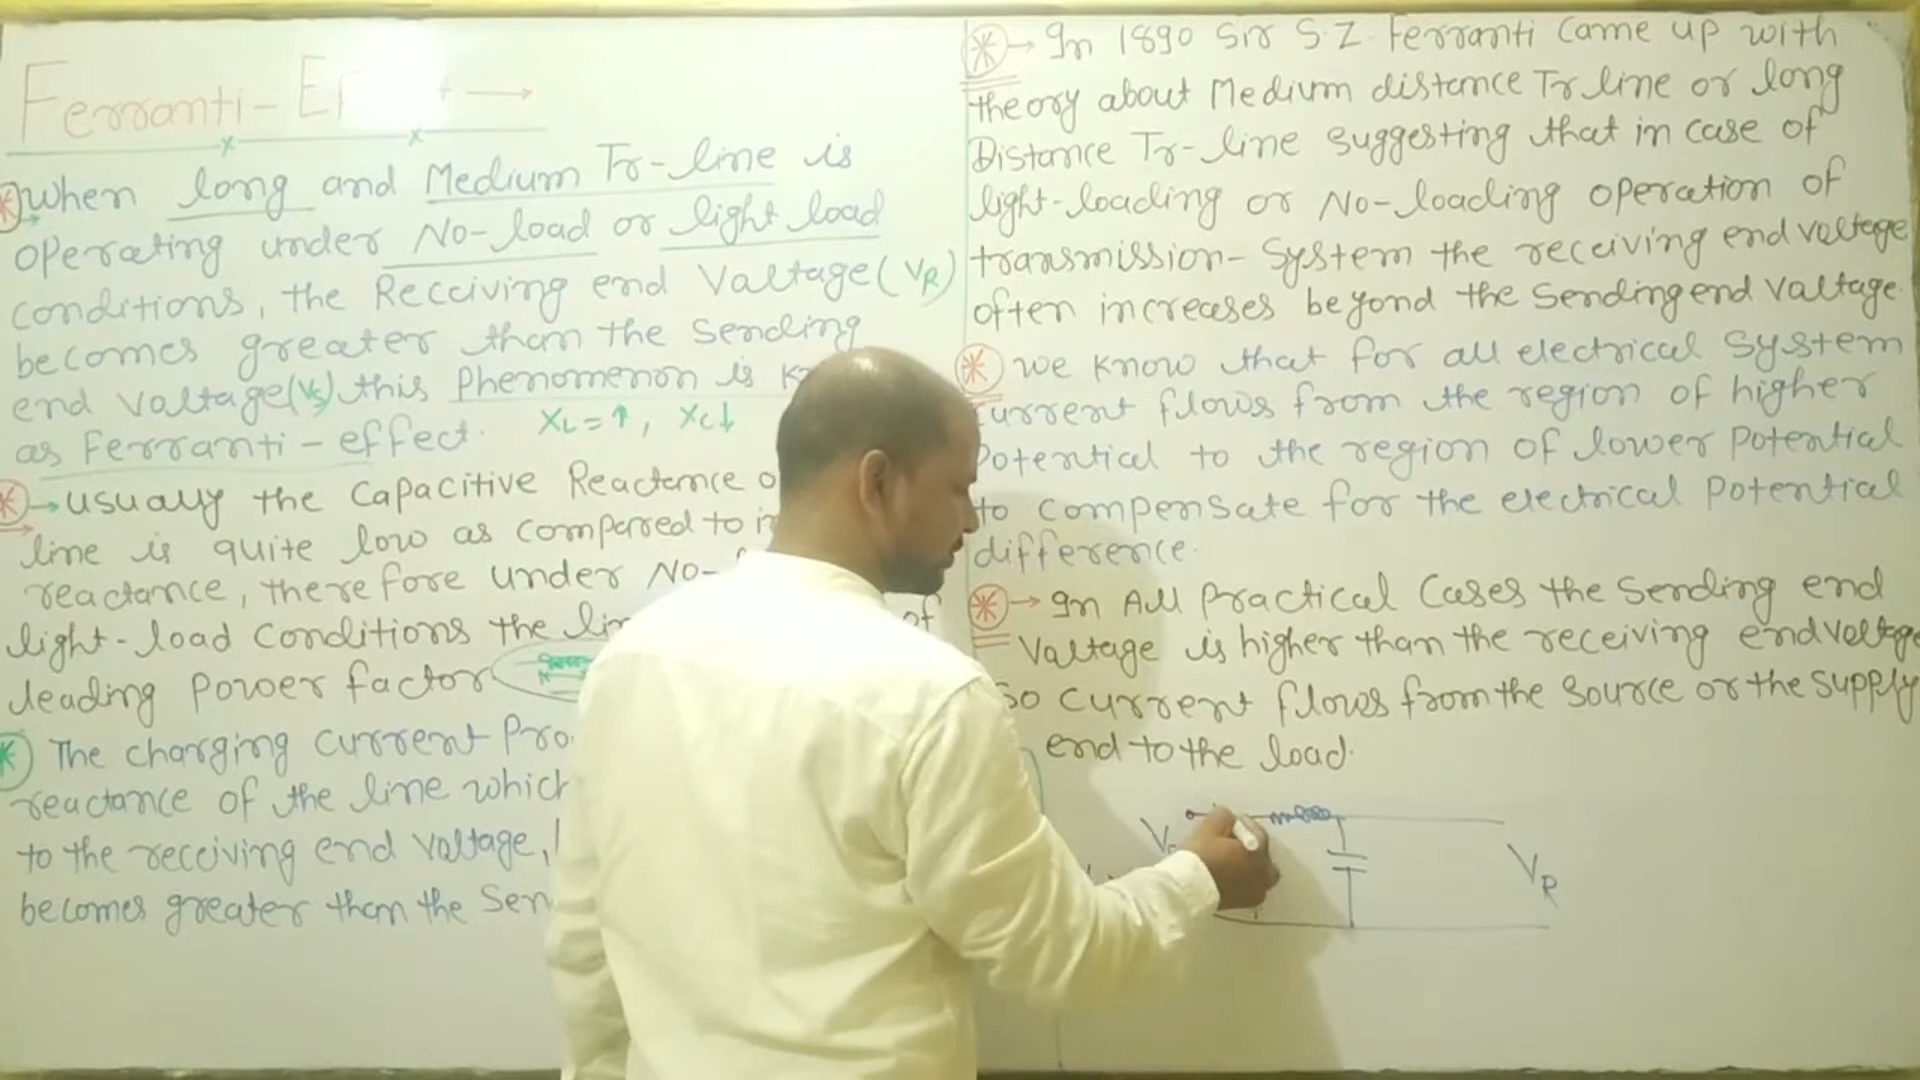 Ferranti-
When long and Medium Tr-line is
operating under No-load or light load
conditions, the Receiving end Valtage (VR)
becomes greater than the sending
end valtage(Vs) this Phenomenon is
as Ferranti-effect.
XL=↑, XC↓
→ usually the Capacitive Reactance
line is quite low as compared to
reactance, therefore under No-
light-load Conditions the of
leading Power factor
The charging current
reactance of the line which
to the receiving end valtage,
becomes greater than the
→ In 1890 Sir S.Z. Ferranti Came up with
theory about Medium distance Tr line or long
Distance Tr-line suggesting that in case of
light-loading or No-loading operation of
transmission-System the receiving end valtage
often increases beyond the Sending end valtage.
we know that for all electrical System
current flows from the region of higher
Potential to the region of lower Potential
to compensate for the electrical Potential
difference.
→ In All Practical Cases the Sending end
Valtage is higher than the receiving end valtage
So current flows from the Source or the supply
end to the load.
VR